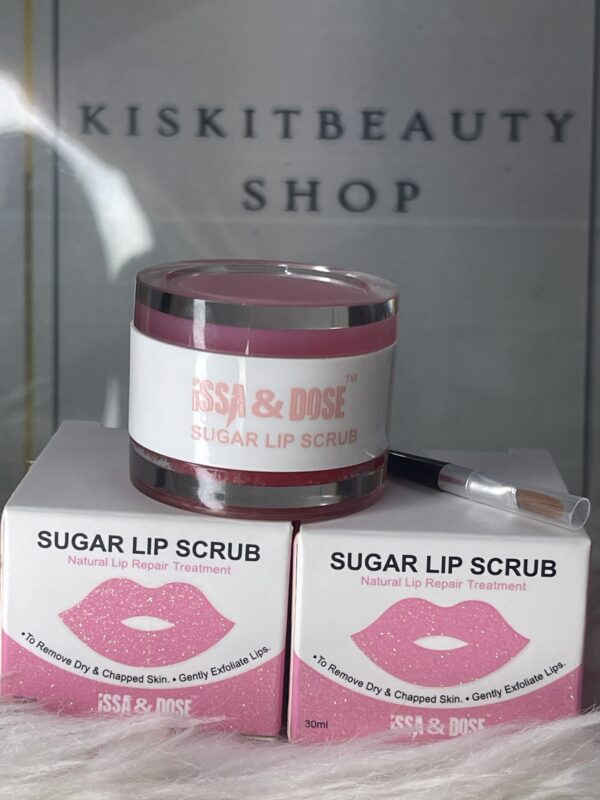 KISKITBEAUTY
SHOP
iSSA & DOSE™
SUGAR LIP SCRUB
SUGAR LIP SCRUB
Natural Lip Repair Treatment
•To Remove Dry & Chapped Skin. • Gently Exfoliate Lips.
iSSA & DOSE™
SUGAR LIP SCRUB
Natural Lip Repair Treatment
•To Remove Dry & Chapped Skin. • Gently Exfoliate Lips.
30ml
iSSA & DOSE